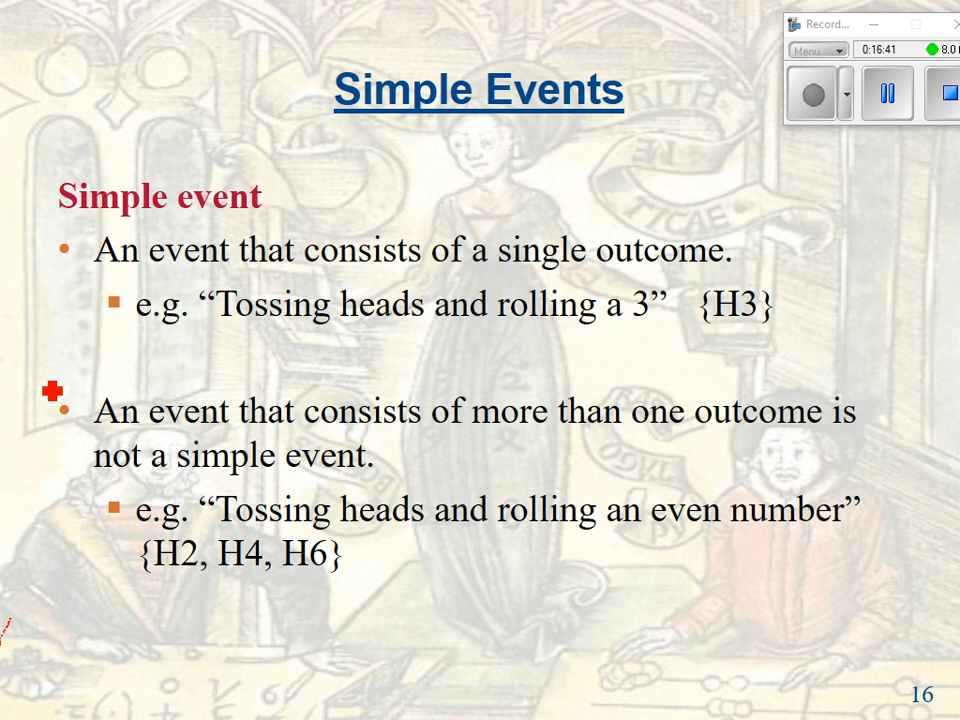 Record...
Menu
0:16:41
8.0
Simple Events
Simple event
• An event that consists of a single outcome.
▪ e.g. “Tossing heads and rolling a 3” {H3}
• An event that consists of more than one outcome is
not a simple event.
▪ e.g. “Tossing heads and rolling an even number”
{H2, H4, H6}
16